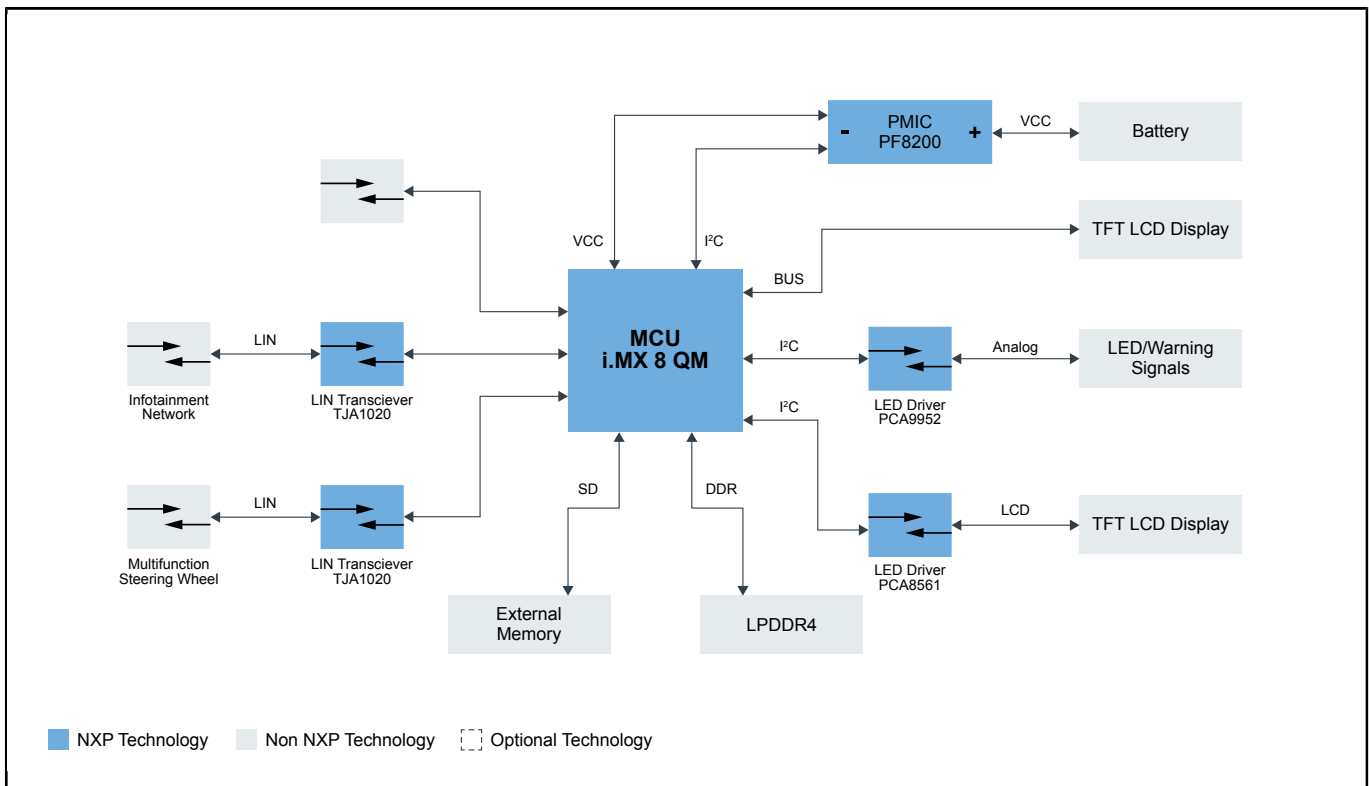 PMIC
PF8200
-
+
VCC
Battery
TFT LCD Display
VCC
I²C
BUS
MCU
i.MX 8 QM
LIN
Infotainment
Network
LIN Transciever
TJA1020
I²C
LED Driver
PCA9952
Analog
LED/Warning
Signals
I²C
LIN
Multifunction
Steering Wheel
LIN Transciever
TJA1020
SD
DDR
LED Driver
PCA8561
LCD
TFT LCD Display
External
Memory
LPDDR4
NXP Technology
Non NXP Technology
Optional Technology